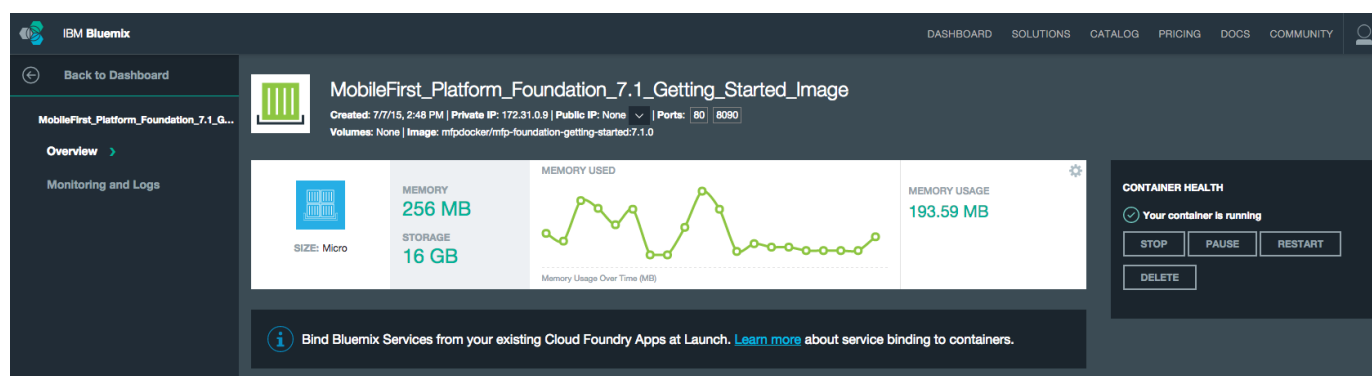 IBM Bluemix
DASHBOARD SOLUTIONS CATALOG PRICING DOCS COMMUNITY
Back to Dashboard
MobileFirst_Platform_Foundation_7.1_G...
Overview
Monitoring and Logs
MobileFirst_Platform_Foundation_7.1_Getting_Started_Image
Created: 7/7/15, 2:48 PM | Private IP: 172.31.0.9 | Public IP: None | Ports: 80 8090
Volumes: None | Image: mfpdocker/mfp-foundation-getting-started:7.1.0
SIZE: Micro
MEMORY
256 MB
STORAGE
16 GB
MEMORY USED
Memory Usage Over Time (MB)
MEMORY USAGE
193.59 MB
CONTAINER HEALTH
Your container is running
STOP PAUSE RESTART
DELETE
Bind Bluemix Services from your existing Cloud Foundry Apps at Launch. Learn more about service binding to containers.